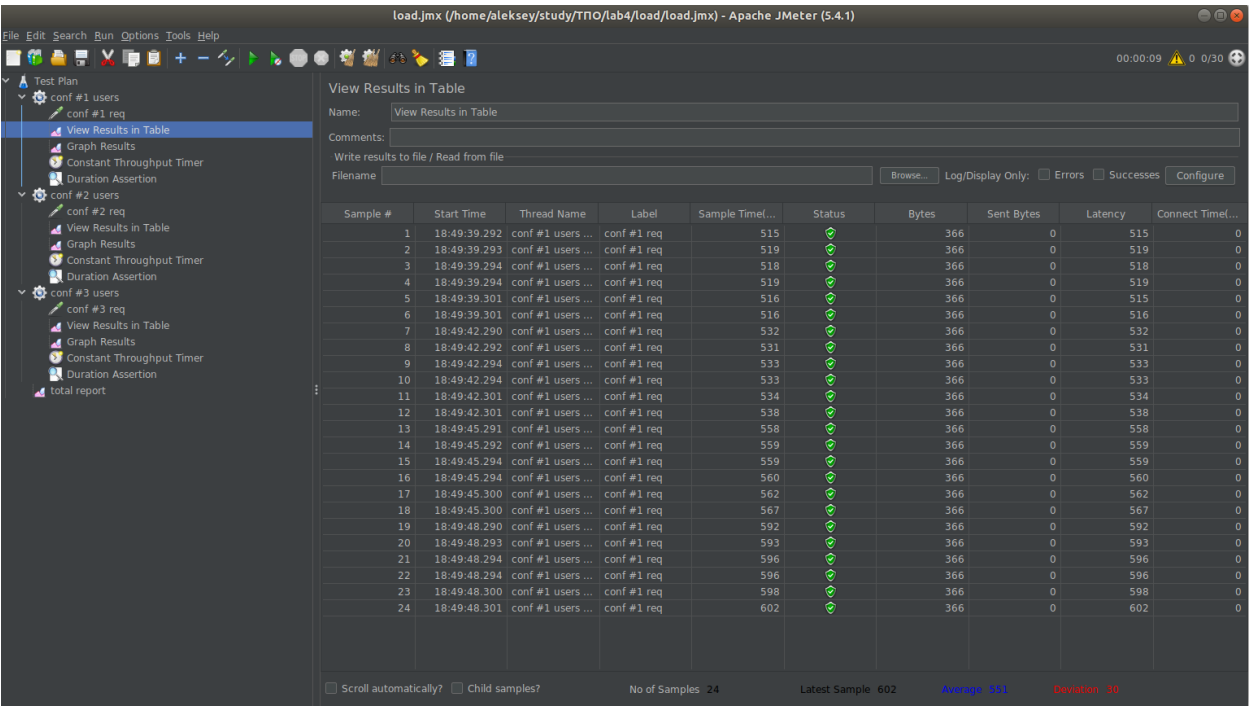 load.jmx (/home/aleksey/study/ТПО/lab4/load/load.jmx) - Apache JMeter (5.4.1)
File Edit Search Run Options Tools Help
00:00:09 0 0/30
Test Plan
conf #1 users
conf #1 req
View Results in Table
Graph Results
Constant Throughput Timer
Duration Assertion
conf #2 users
conf #2 req
View Results in Table
Graph Results
Constant Throughput Timer
Duration Assertion
conf #3 users
conf #3 req
View Results in Table
Graph Results
Constant Throughput Timer
Duration Assertion
total report
View Results in Table
Name: View Results in Table
Comments:
Write results to file / Read from file
Filename Browse... Log/Display Only: Errors Successes Configure
Sample # Start Time Thread Name Label Sample Time(... Status Bytes Sent Bytes Latency Connect Time(...
1 18:49:39.292 conf #1 users ... conf #1 req 515 366 0 515 0
2 18:49:39.293 conf #1 users ... conf #1 req 519 366 0 519 0
3 18:49:39.294 conf #1 users ... conf #1 req 518 366 0 518 0
4 18:49:39.294 conf #1 users ... conf #1 req 519 366 0 519 0
5 18:49:39.301 conf #1 users ... conf #1 req 516 366 0 515 0
6 18:49:39.301 conf #1 users ... conf #1 req 516 366 0 516 0
7 18:49:42.290 conf #1 users ... conf #1 req 532 366 0 532 0
8 18:49:42.292 conf #1 users ... conf #1 req 531 366 0 531 0
9 18:49:42.294 conf #1 users ... conf #1 req 533 366 0 533 0
10 18:49:42.294 conf #1 users ... conf #1 req 533 366 0 533 0
11 18:49:42.301 conf #1 users ... conf #1 req 534 366 0 534 0
12 18:49:42.301 conf #1 users ... conf #1 req 538 366 0 538 0
13 18:49:45.291 conf #1 users ... conf #1 req 558 366 0 558 0
14 18:49:45.292 conf #1 users ... conf #1 req 559 366 0 559 0
15 18:49:45.294 conf #1 users ... conf #1 req 559 366 0 559 0
16 18:49:45.294 conf #1 users ... conf #1 req 560 366 0 560 0
17 18:49:45.300 conf #1 users ... conf #1 req 562 366 0 562 0
18 18:49:45.300 conf #1 users ... conf #1 req 567 366 0 567 0
19 18:49:48.290 conf #1 users ... conf #1 req 592 366 0 592 0
20 18:49:48.293 conf #1 users ... conf #1 req 593 366 0 593 0
21 18:49:48.294 conf #1 users ... conf #1 req 596 366 0 596 0
22 18:49:48.294 conf #1 users ... conf #1 req 596 366 0 596 0
23 18:49:48.300 conf #1 users ... conf #1 req 598 366 0 598 0
24 18:49:48.301 conf #1 users ... conf #1 req 602 366 0 602 0
Scroll automatically? Child samples? No of Samples 24 Latest Sample 602 Average 551 Deviation 30